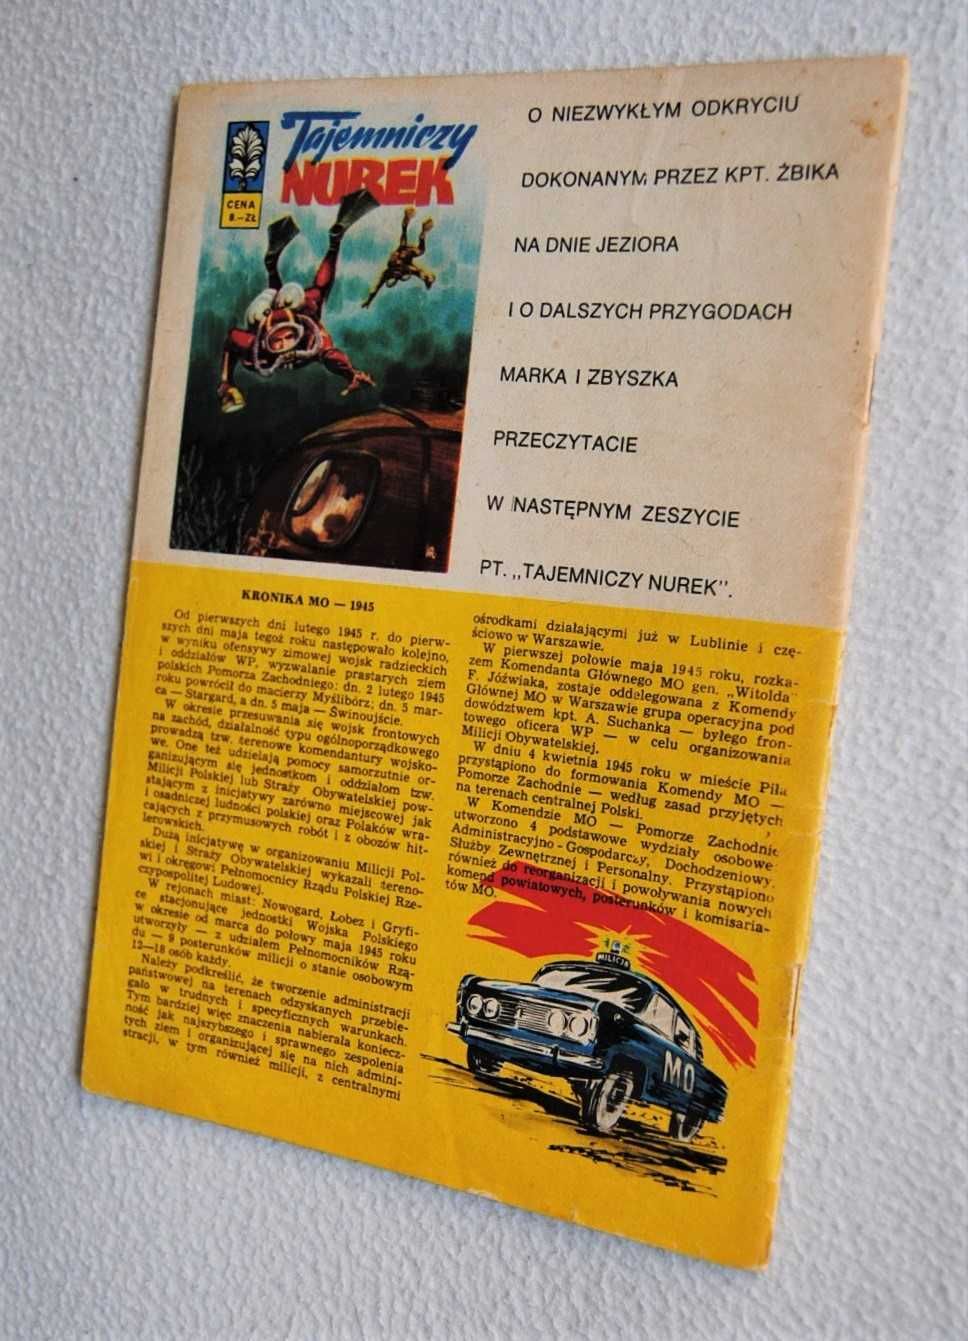 Tajemniczy
NUREK
CENA
8.—ZŁ
O NIEZWYKŁYM ODKRYCIU
DOKONANYM PRZEZ KPT. ŻBIKA
NA DNIE JEZIORA
I O DALSZYCH PRZYGODACH
MARKA I ZBYSZKA
PRZECZYTACIE
W NASTĘPNYM ZESZYCIE
PT. „TAJEMNICZY NUREK”.
KRONIKA MO — 1945
Od pierwszych dni lutego 1945 r. do pierw-
szych dni maja tegoż roku następowało kolejno,
w wyniku ofensywy zimowej wojsk radzieckich
i oddziałów WP, wyzwalanie prastarych ziem
polskich Pomorza Zachodniego: dn. 2 lutego 1945
roku powrócił do macierzy Myślibórz; dn. 5 mar-
ca — Stargard, a dn. 5 maja — Świnoujście.
W okresie przesuwania się wojsk frontowych
na zachód, działalność typu ogólnoporządkowego
prowadzą tzw. terenowe komendantury wojsko-
we. One też udzielają pomocy samorzutnie or-
ganizującym się jednostkom i oddziałom tzw.
Milicji Polskiej lub Straży Obywatelskiej pow-
stającym z inicjatywy zarówno miejscowej jak
i osadniczej ludności polskiej oraz Polaków wra-
cających z przymusowych robót i z obozów hit-
lerowskich.
Dużą inicjatywę w organizowaniu Milicji Pol-
skiej i Straży Obywatelskiej wykazali tereno-
wi i okręgowi Pełnomocnicy Rządu Polskiej Rze-
czypospolitej Ludowej.
W rejonach miast: Nowogard, Łobez i Gryfi-
ce stacjonujące jednostki Wojska Polskiego
w okresie od marca do połowy maja 1945 roku
utworzyły — z udziałem Pełnomocników Rzą-
du — 9 posterunków milicji o stanie osobowym
12—18 osób każdy.
Należy podkreślić, że tworzenie administracji
państwowej na terenach odzyskanych przebie-
gało w trudnych i specyficznych warunkach.
Tym bardziej więc znaczenia nabierała koniecz-
ność jak najszybszego i sprawnego zespolenia
tych ziem i organizującej się na nich admini-
stracji, w tym również milicji, z centralnymi
ośrodkami działającymi już w Lublinie i czę-
ściowo w Warszawie.
W pierwszej połowie maja 1945 roku, rozka-
zem Komendanta Głównego MO gen. „Witolda”
F. Jóźwiaka, zostaje oddelegowana z Komendy
Głównej MO w Warszawie grupa operacyjna pod
dowództwem kpt. A. Suchanka — byłego fron-
towego oficera WP — w celu organizowania
Milicji Obywatelskiej.
W dniu 4 kwietnia 1945 roku w mieście Piła
przystąpiono do formowania Komendy MO —
Pomorze Zachodnie — według zasad przyjętych
na terenach centralnej Polski.
W Komendzie MO — Pomorze Zachodnie
utworzono 4 podstawowe wydziały osobowe:
Administracyjno-Gospodarczy, Dochodzeniowy,
Służby Zewnętrznej i Personalny. Przystąpiono
również do reorganizacji i powoływania nowych
komend powiatowych, posterunków i komisaria-
tów MO.
MILICJA
MO